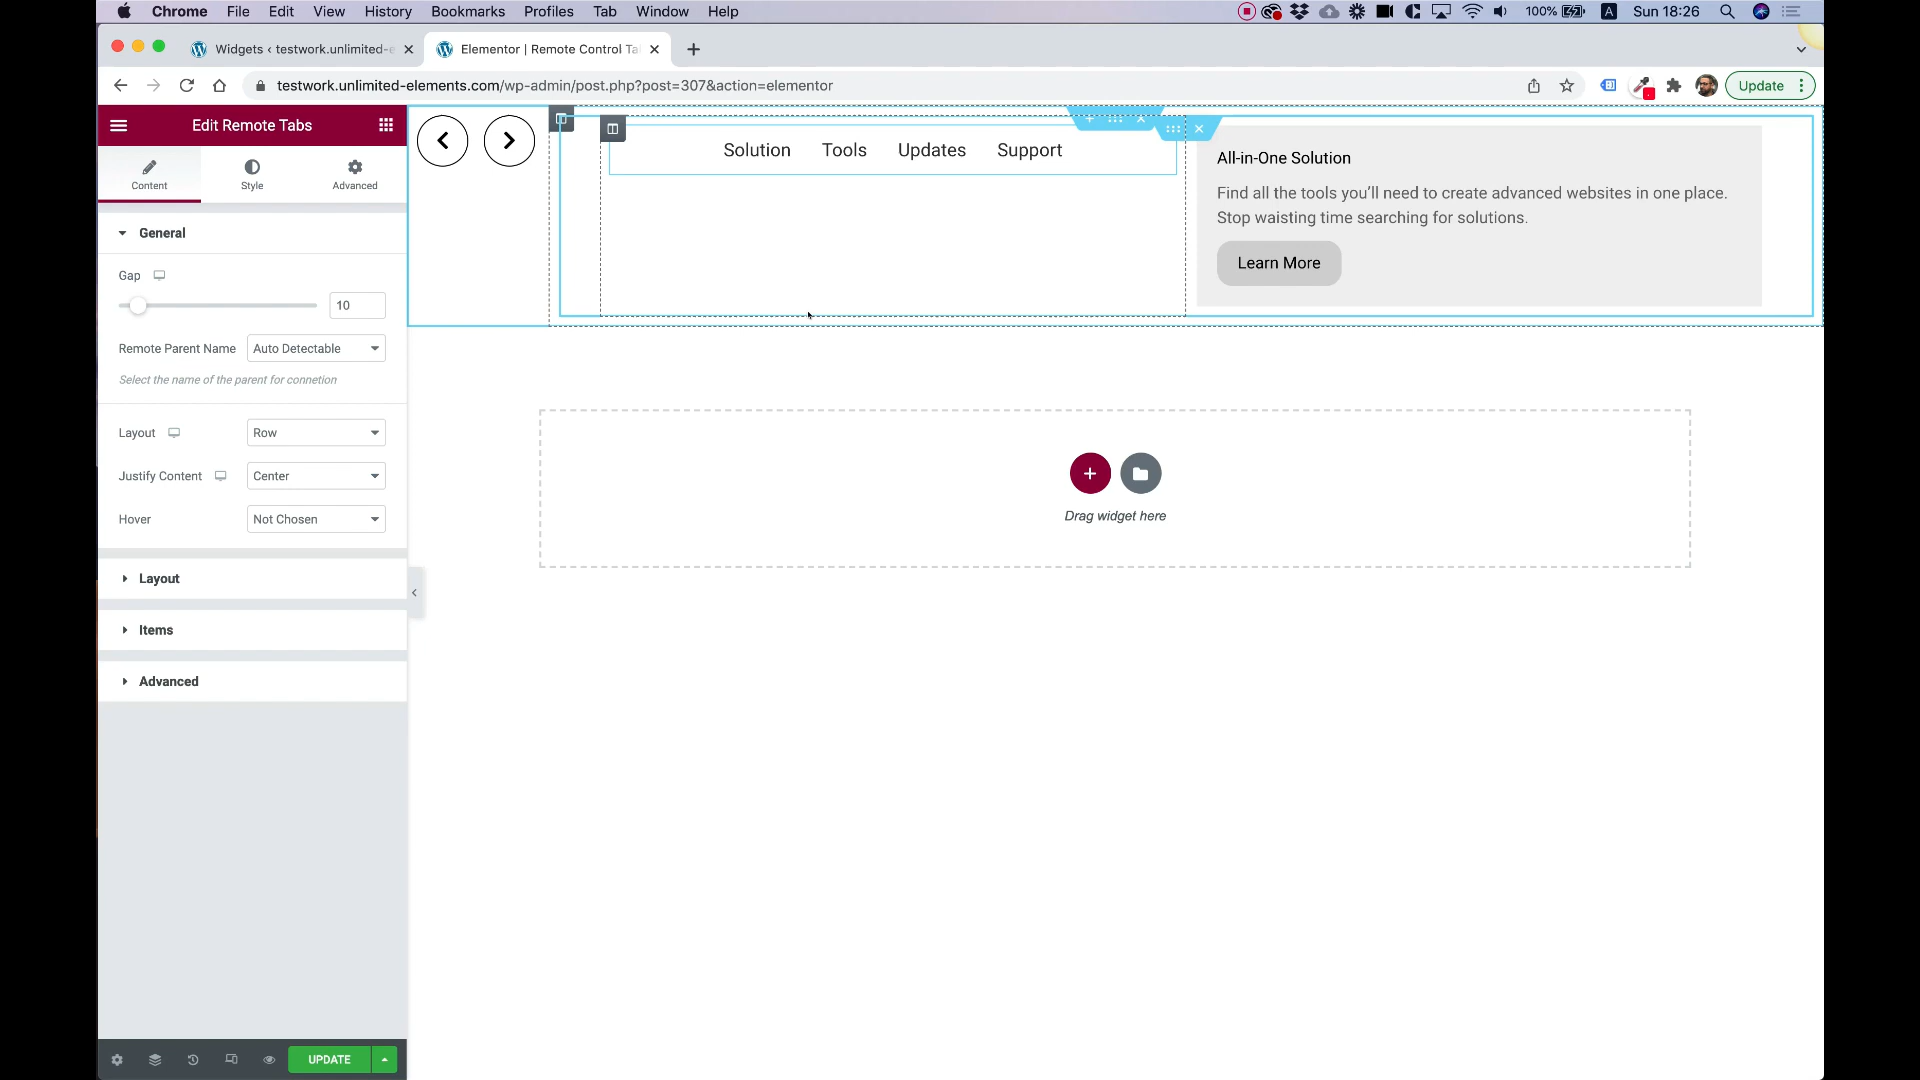 Chrome File Edit View History Bookmarks Profiles Tab Window Help 100% A Sun 18:26
Widgets ‹ testwork.unlimited-e Elementor | Remote Control Ta
testwork.unlimited-elements.com/wp-admin/post.php?post=307&action=elementor Update
Edit Remote Tabs
Content Style Advanced
General
Gap 10
Remote Parent Name Auto Detectable
Select the name of the parent for connetion
Layout Row
Justify Content Center
Hover Not Chosen
Layout
Items
Advanced
UPDATE
Solution Tools Updates Support
All-in-One Solution
Find all the tools you’ll need to create advanced websites in one place.
Stop waisting time searching for solutions.
Learn More
Drag widget here